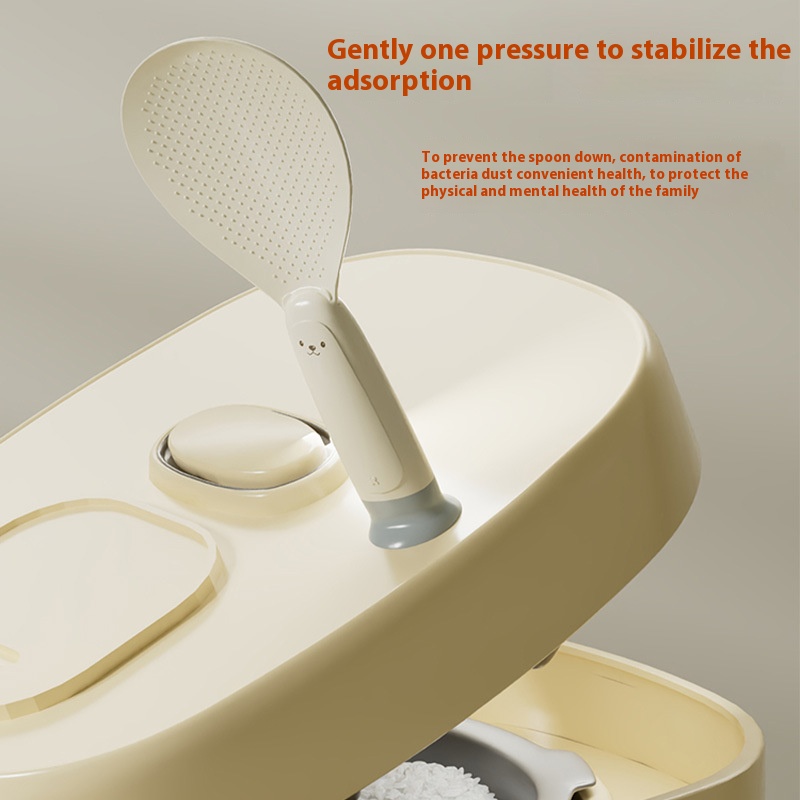 Gently one pressure to stabilize the
adsorption
To prevent the spoon down, contamination of
bacteria dust convenient health, to protect the
physical and mental health of the family